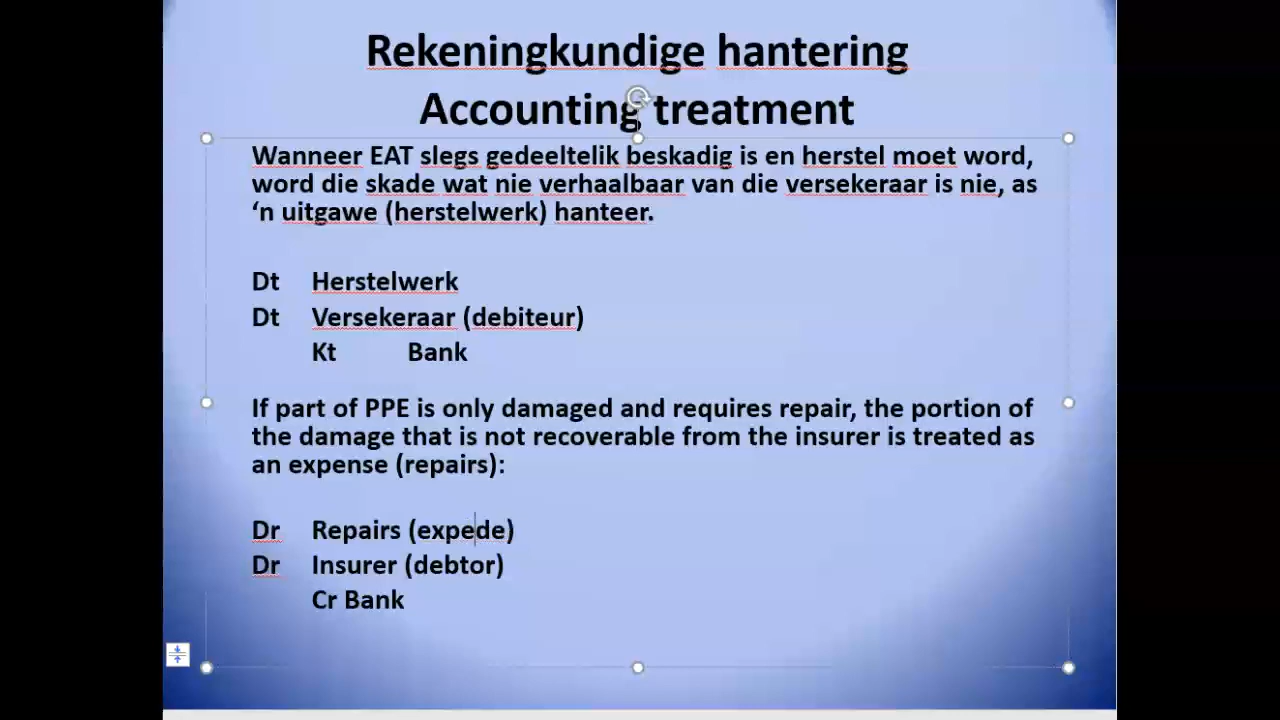 Rekeningkundige hantering
Accounting treatment
Wanneer EAT slegs gedeeltelik beskadig is en herstel moet word,
word die skade wat nie verhaalbaar van die versekeraar is nie, as
‘n uitgawe (herstelwerk) hanteer.
Dt Herstelwerk
Dt Versekeraar (debiteur)
Kt Bank
If part of PPE is only damaged and requires repair, the portion of
the damage that is not recoverable from the insurer is treated as
an expense (repairs):
Dr Repairs (expede)
Dr Insurer (debtor)
Cr Bank